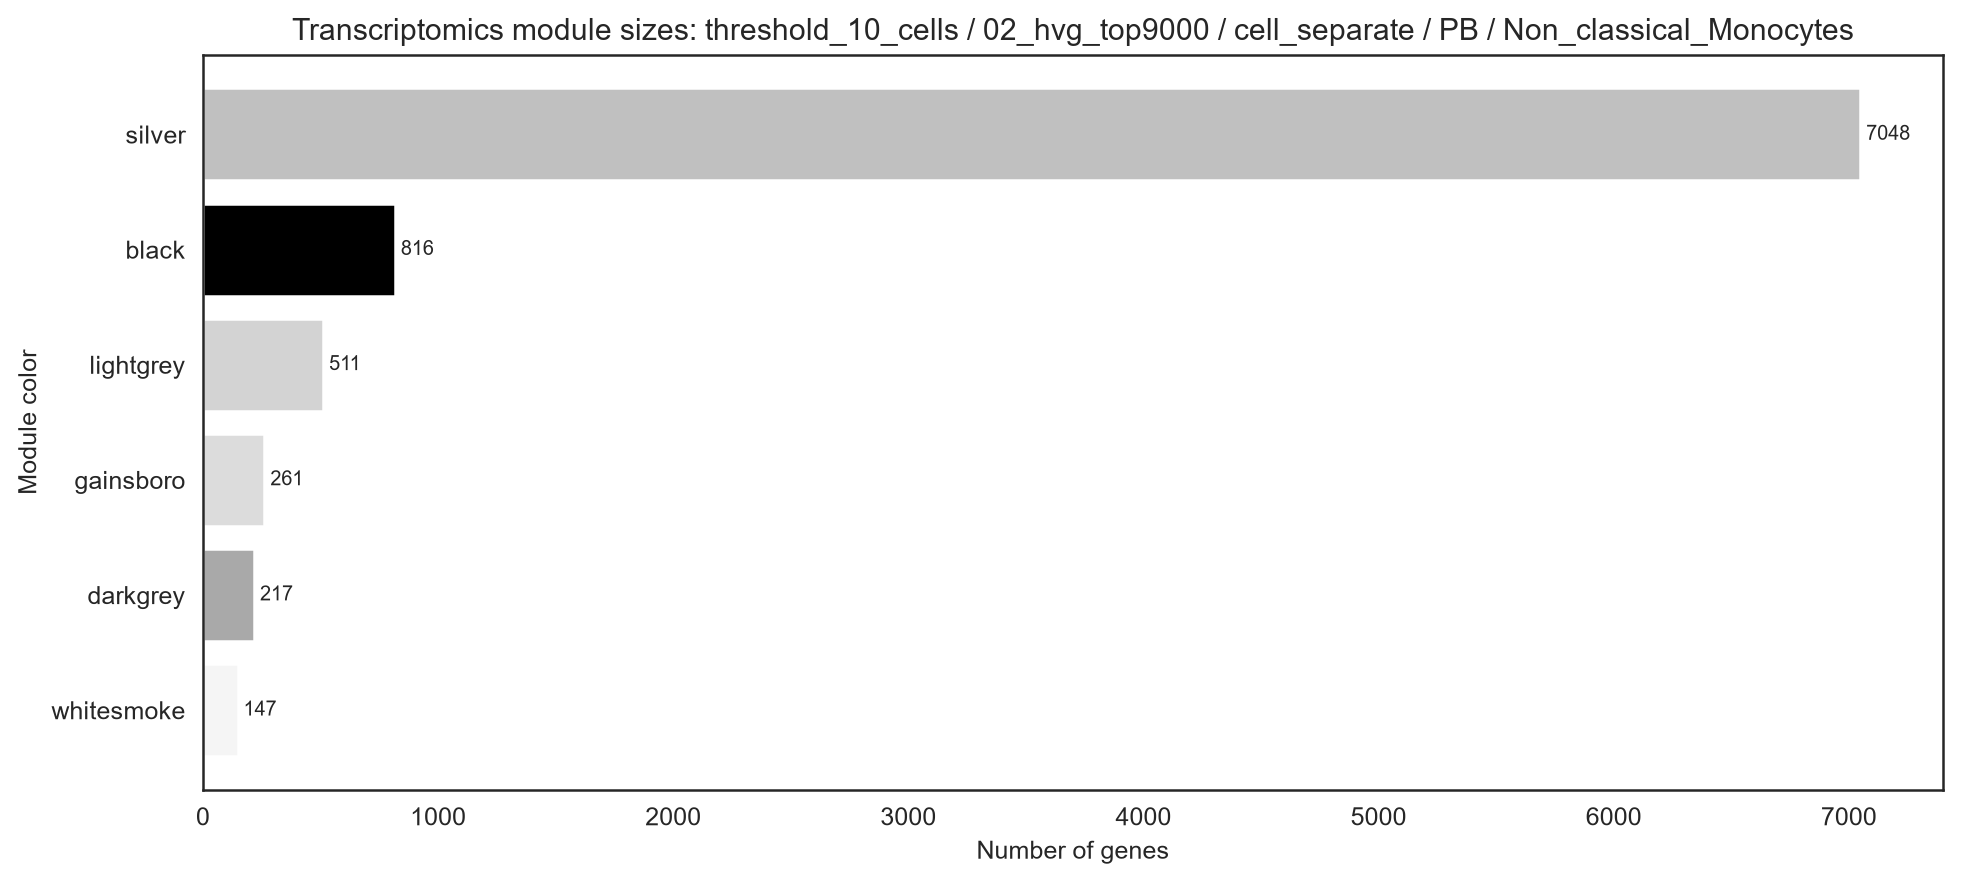 Transcriptomics module sizes: threshold_10_cells / 02_hvg_top9000 / cell_separate / PB / Non_classical_Monocytes
silver
7048
black
816
lightgrey
511
gainsboro
261
darkgrey
217
whitesmoke
147
Module color
0 1000 2000 3000 4000 5000 6000 7000
Number of genes